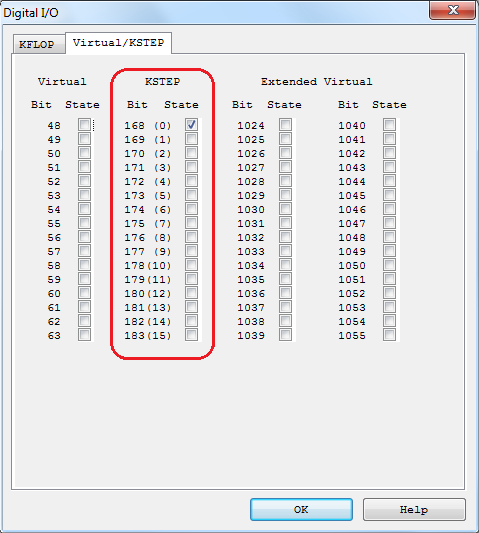 Digital I/O
KFLOP Virtual/KSTEP
Virtual KSTEP Extended Virtual
Bit State Bit State Bit State Bit State
48 168 (0) 1024 1040
49 169 (1) 1025 1041
50 170 (2) 1026 1042
51 171 (3) 1027 1043
52 172 (4) 1028 1044
53 173 (5) 1029 1045
54 174 (6) 1030 1046
55 175 (7) 1031 1047
56 176 (8) 1032 1048
57 177 (9) 1033 1049
58 178(10) 1034 1050
59 179(11) 1035 1051
60 180(12) 1036 1052
61 181(13) 1037 1053
62 182(14) 1038 1054
63 183(15) 1039 1055
OK Help